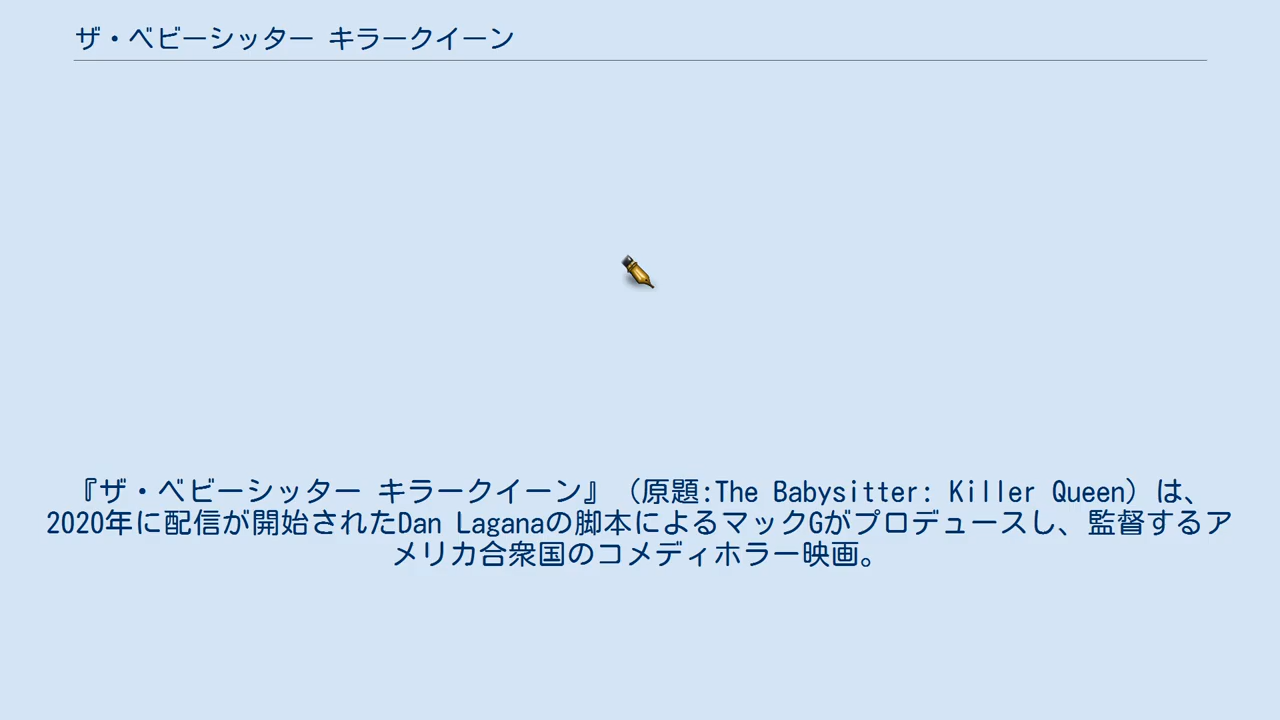 ザ・ベビーシッター キラークイーン
『ザ・ベビーシッター キラークイーン』（原題:The Babysitter: Killer Queen）は、
2020年に配信が開始されたDan Laganaの脚本によるマックGがプロデュースし、監督するア
メリカ合衆国のコメディホラー映画。